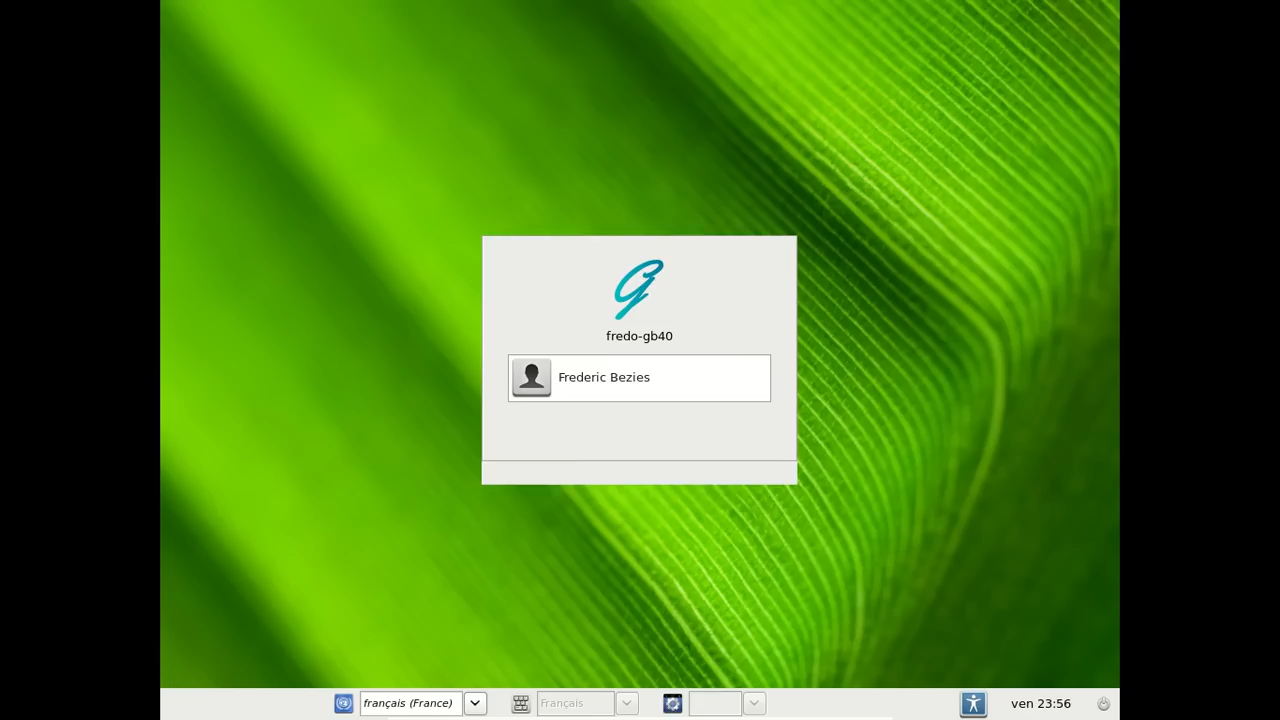 fredo-gb40
Frederic Bezies
français (France)
Français
ven 23:56